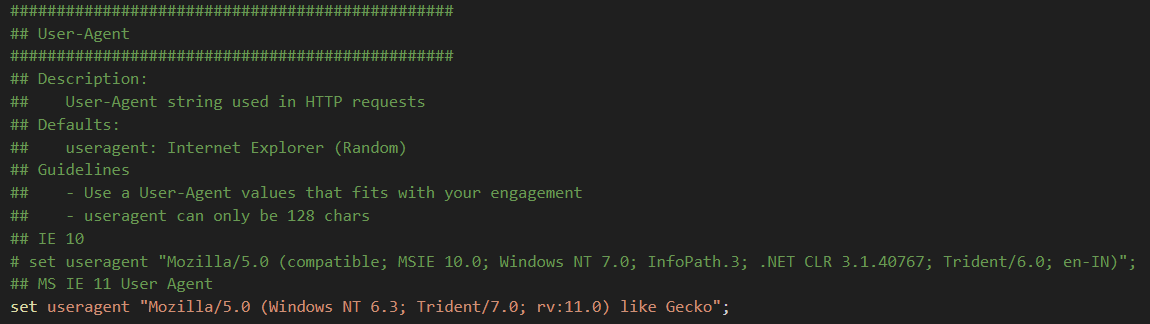 ################################################
## User-Agent
################################################
## Description:
##    User-Agent string used in HTTP requests
## Defaults:
##    useragent: Internet Explorer (Random)
## Guidelines
##    - Use a User-Agent values that fits with your engagement
##    - useragent can only be 128 chars
## IE 10
# set useragent "Mozilla/5.0 (compatible; MSIE 10.0; Windows NT 7.0; InfoPath.3; .NET CLR 3.1.40767; Trident/6.0; en-IN)";
## MS IE 11 User Agent
set useragent "Mozilla/5.0 (Windows NT 6.3; Trident/7.0; rv:11.0) like Gecko";